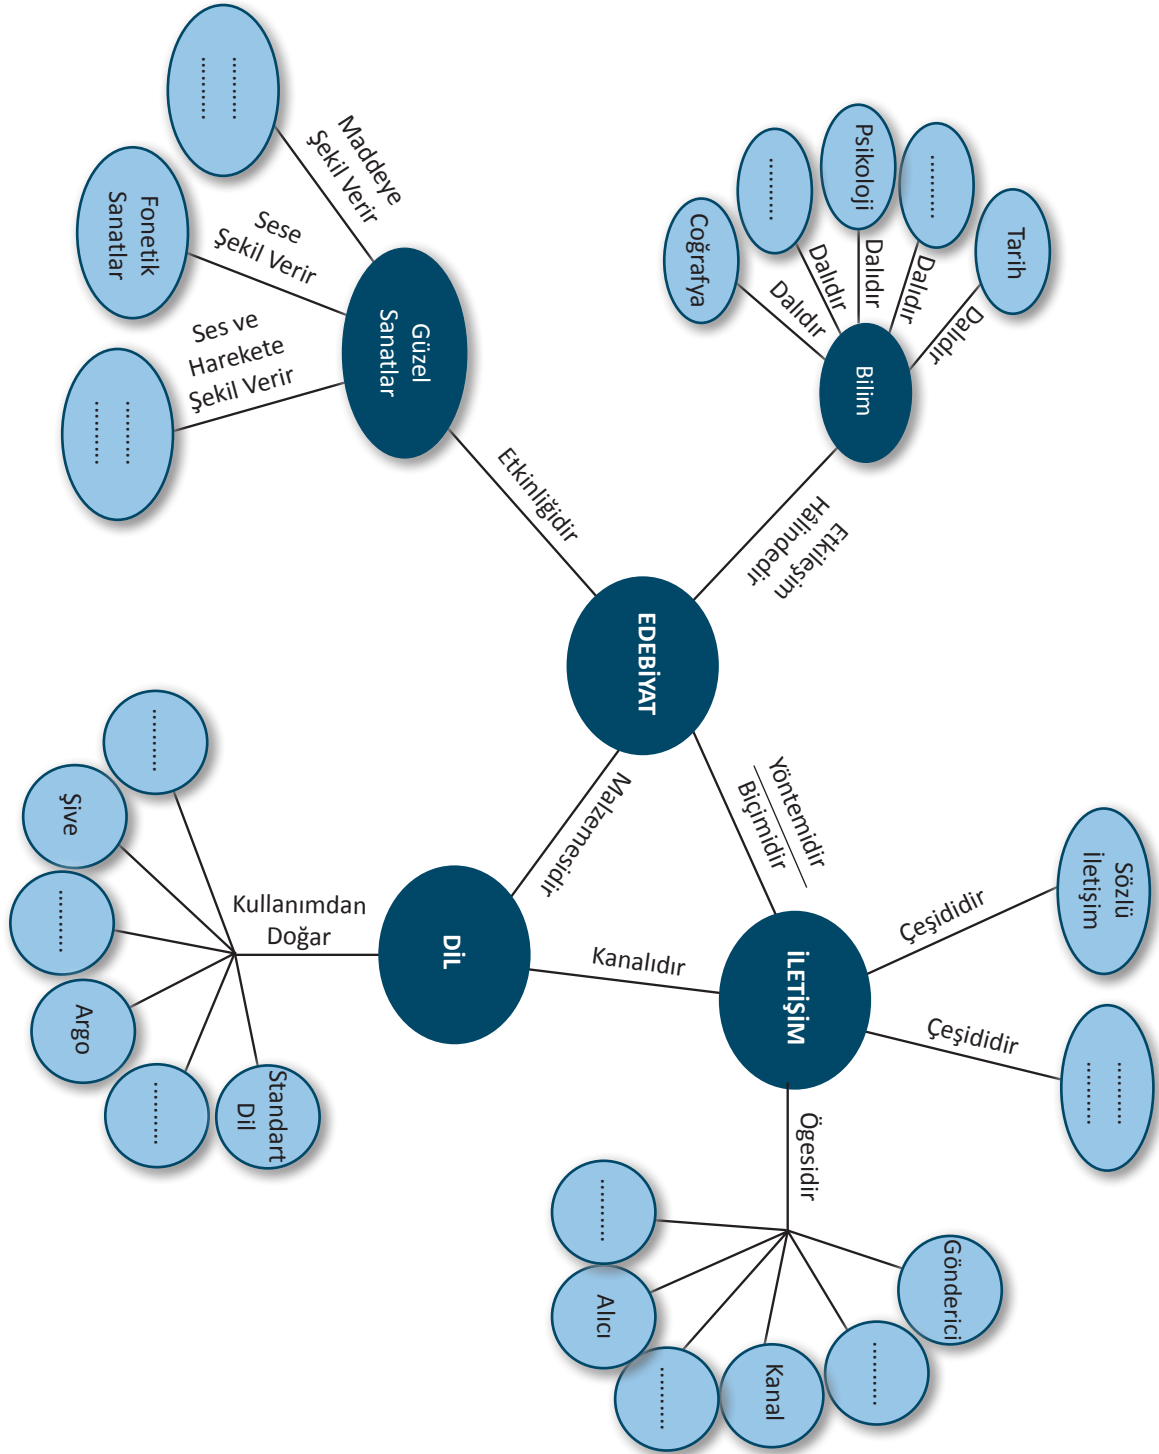 Tarih
..........
Psikoloji
..........
Coğrafya
Dalıdır
Dalıdır
Dalıdır
Dalıdır
Dalıdır
Bilim
Etkileşim
Hâlindedir
..........
..........
Maddeye
Şekil Verir
Fonetik
Sanatlar
Sese
Şekil Verir
..........
..........
Ses ve
Harekete
Şekil Verir
Güzel
Sanatlar
Etkinliğidir
EDEBİYAT
Yöntemidir
Biçimidir
Malzemesidir
Sözlü
İletişim
Çeşididir
..........
..........
Çeşididir
İLETİŞİM
Kanalıdır
DİL
Kullanımdan
Doğar
..........
Şive
..........
Argo
..........
Standart
Dil
Ögesidir
Gönderici
..........
Kanal
..........
Alıcı
..........